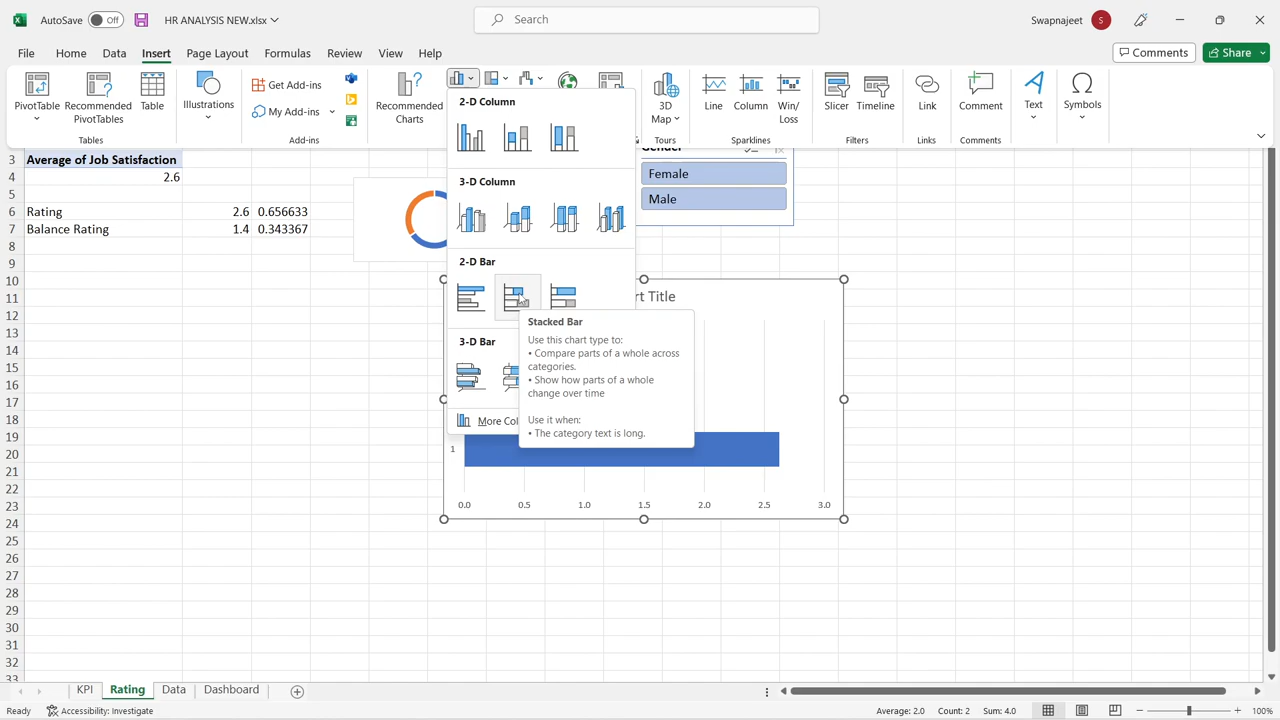 AutoSave Off HR ANALYSIS NEW.xlsx Search Swapnajeet S
File Home Data Insert Page Layout Formulas Review View Help Comments Share
PivotTable Recommended PivotTables Table
Tables
Illustrations
Get Add-ins
My Add-ins
Add-ins
Recommended Charts
3D Map
Tours
Line Column Win/ Loss
Sparklines
Slicer Timeline
Filters
Link
Links
Comment
Comments
Text
Symbols
2-D Column
3-D Column
2-D Bar
3-D Bar
Stacked Bar
Use this chart type to:
• Compare parts of a whole across
categories.
• Show how parts of a whole
change over time
Use it when:
• The category text is long.
3 Average of Job Satisfaction
4 2.6
5
6 Rating 2.6 0.656633
7 Balance Rating 1.4 0.343367
8
9
10
11
12
13
14
15
16
17
18
19
20
21
22
23
24
25
26
27
28
29
30
31
32
33
Gender
Female
Male
rt Title
1
0.0 0.5 1.0 1.5 2.0 2.5 3.0
KPI Rating Data Dashboard
Ready Accessibility: Investigate Average: 2.0 Count: 2 Sum: 4.0 100%